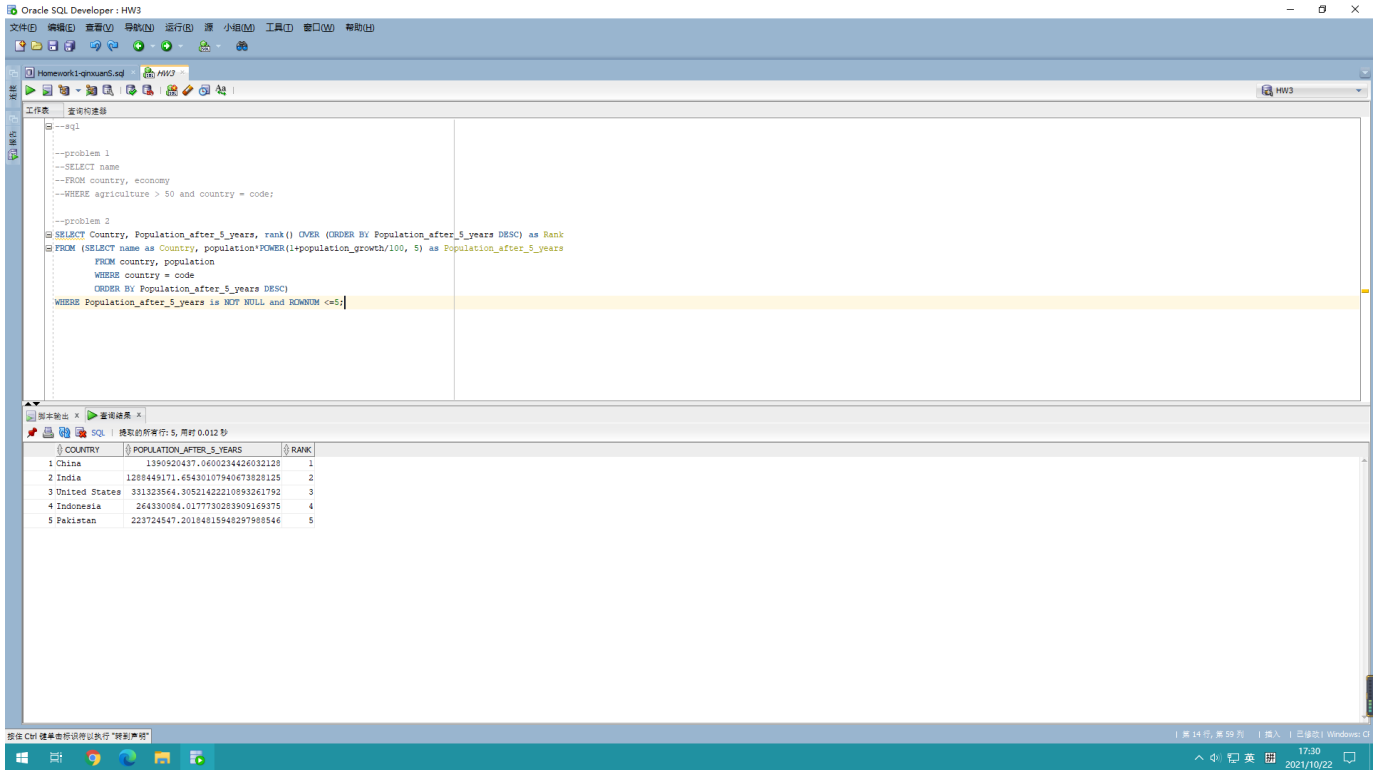 Oracle SQL Developer : HW3
文件(F) 编辑(E) 查看(V) 导航(N) 运行(R) 源 小组(M) 工具(T) 窗口(W) 帮助(H)
Homework1-qinxuanS.sql HW3
连接
报告
HW3
工作表 查询构建器
--sql
--problem 1
--SELECT name
--FROM country, economy
--WHERE agriculture > 50 and country = code;
--problem 2
SELECT Country, Population_after_5_years, rank() OVER (ORDER BY Population_after_5_years DESC) as Rank
FROM (SELECT name as Country, population*POWER(1+population_growth/100, 5) as Population_after_5_years
FROM country, population
WHERE country = code
ORDER BY Population_after_5_years DESC)
WHERE Population_after_5_years is NOT NULL and ROWNUM <=5;
脚本输出 x 查询结果 x
SQL | 提取的所有行: 5, 用时 0.012 秒
COUNTRY POPULATION_AFTER_5_YEARS RANK
1 China 1390920437.0600234426032128 1
2 India 1288449171.65430107940673828125 2
3 United States 331323564.30521422210893261792 3
4 Indonesia 264330084.0177730283909169375 4
5 Pakistan 223724547.20184815948297988546 5
按住 Ctrl 键单击标识符以执行 "转到声明"
| 第 14 行, 第 59 列 | 插入 | 已修改 | Windows: C
英 拼 17:30
2021/10/22